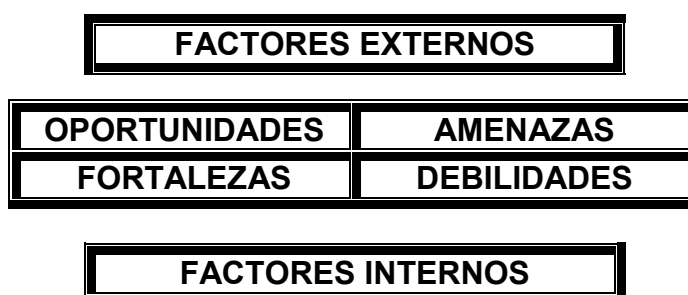 FACTORES EXTERNOS
OPORTUNIDADES AMENAZAS
FORTALEZAS DEBILIDADES
FACTORES INTERNOS